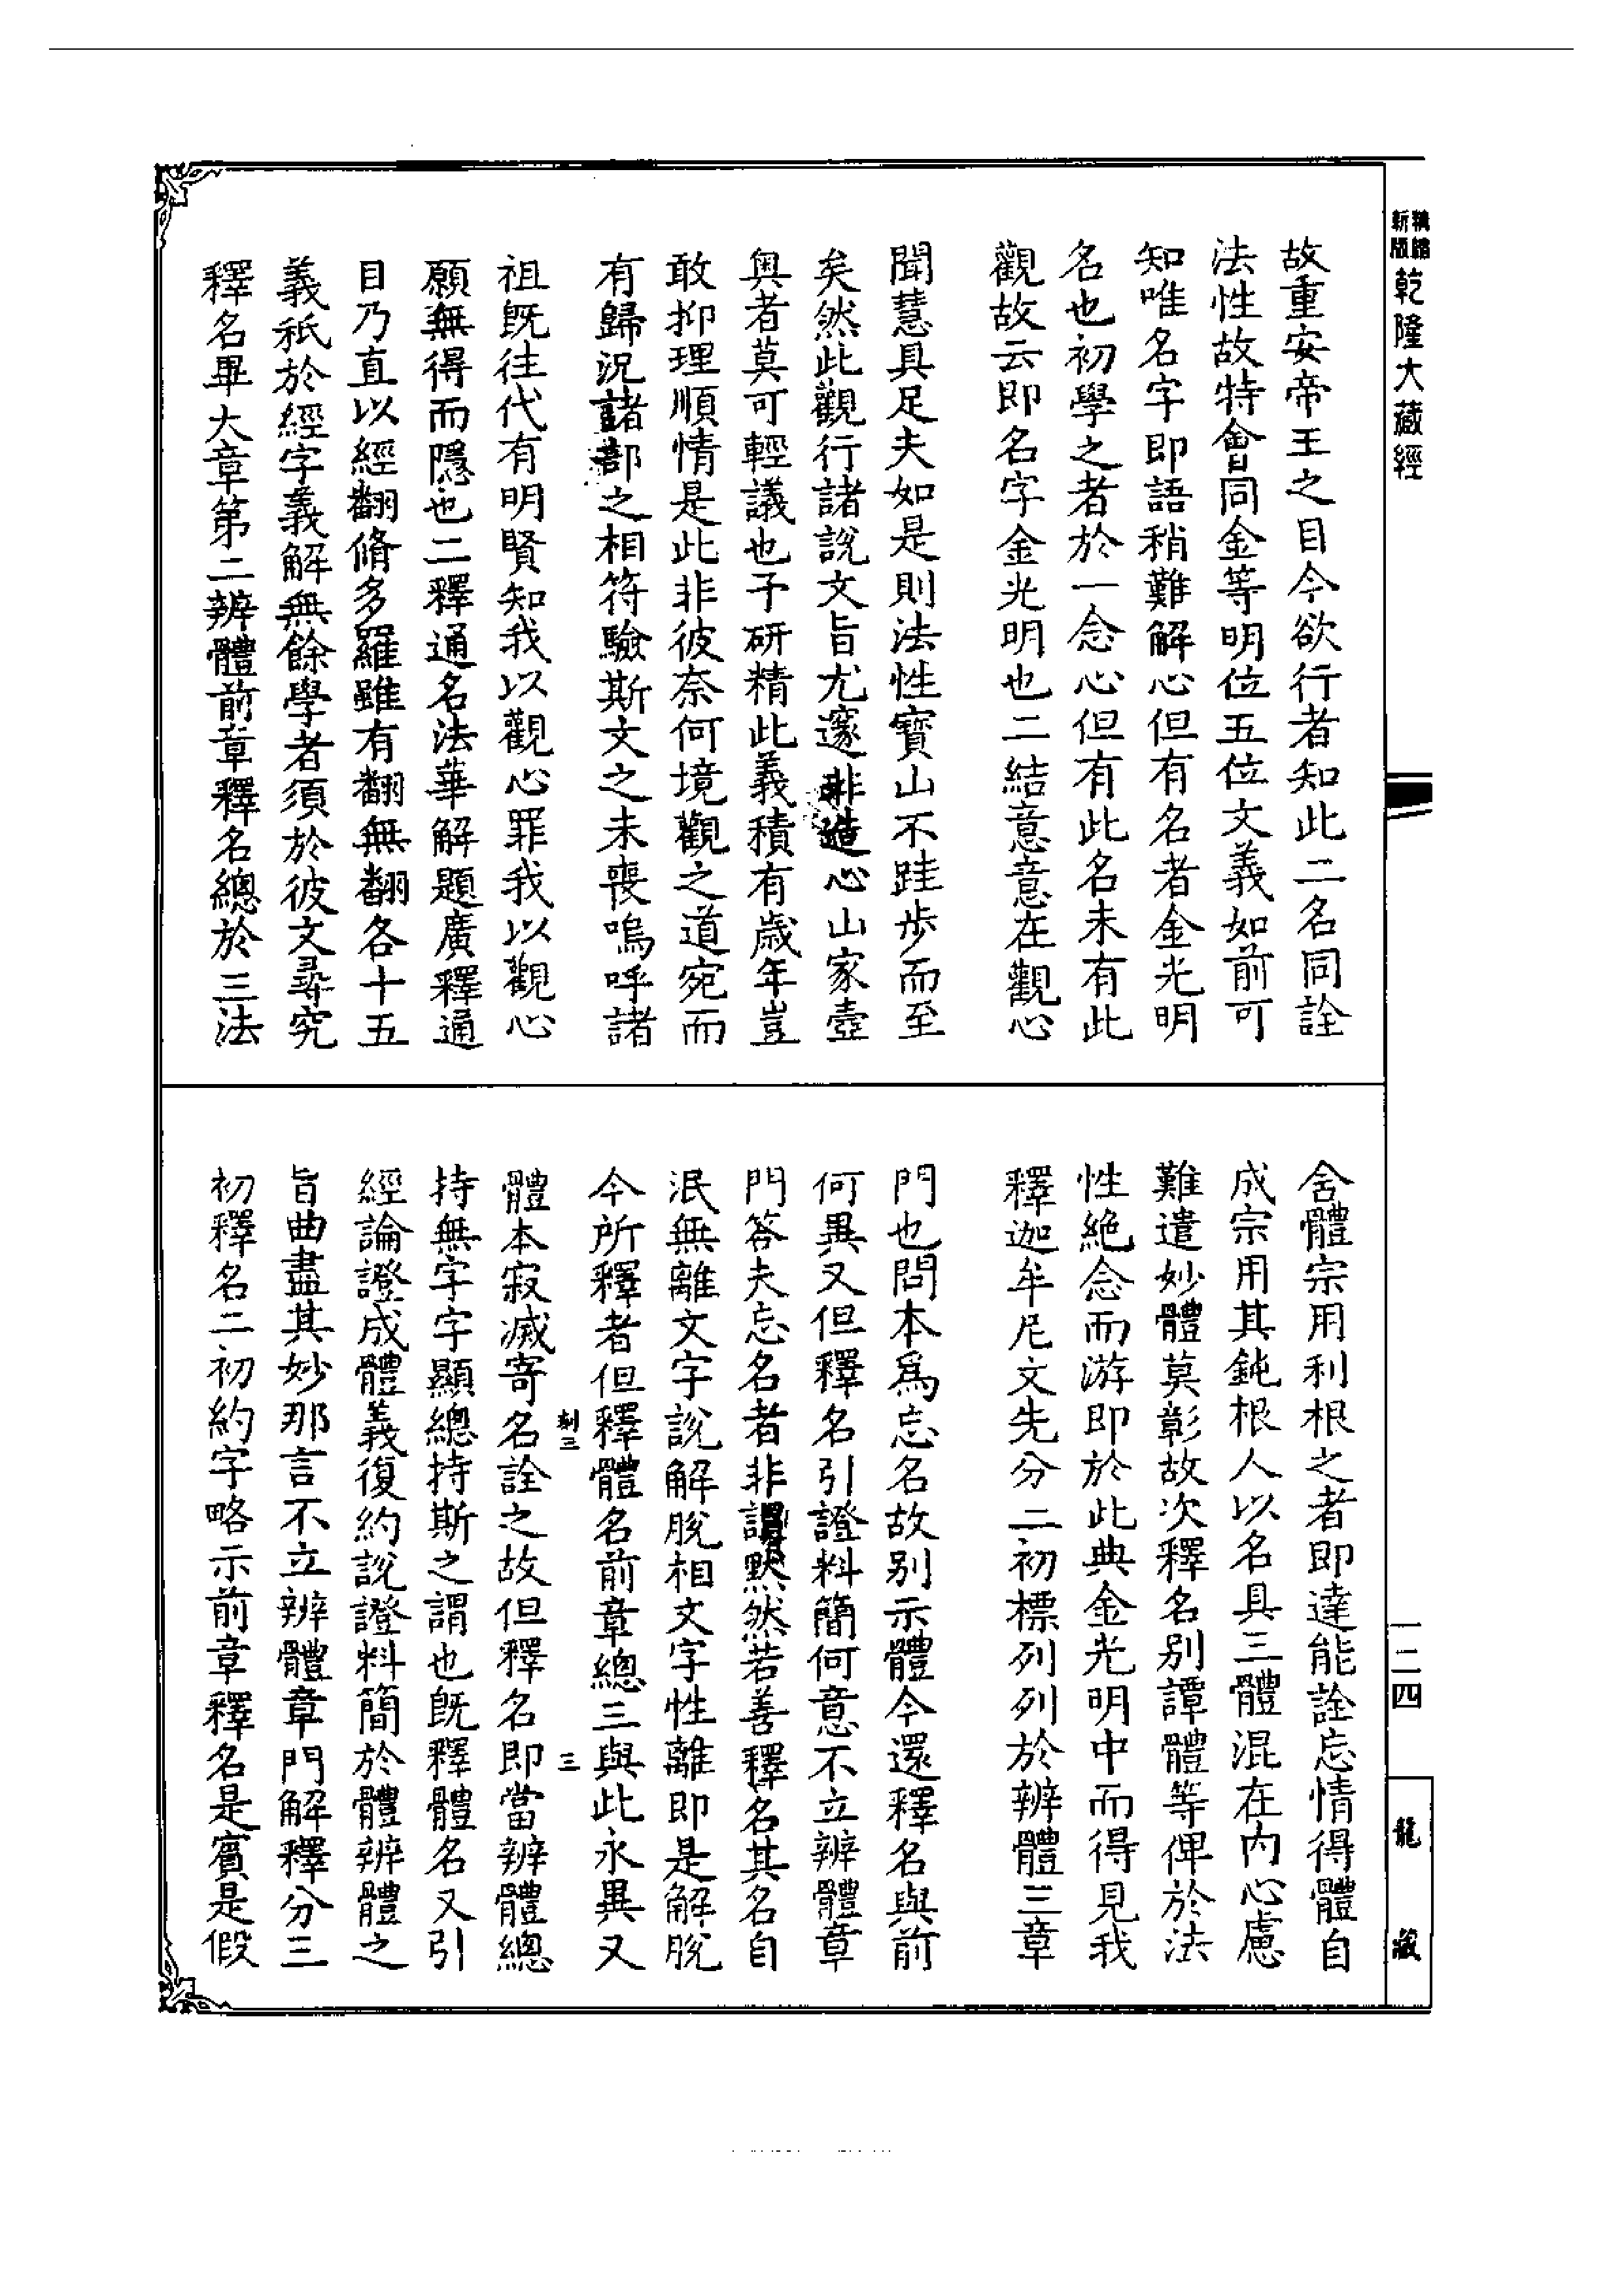 故重安帝王之目今欲行者知此二名同詮
法性故特會同金等明位五位文義如前可
知唯名字即語稍難解心但有名者金光明
名也初學之者於一念心但有此名未有此
觀故云即名字金光明也二結意意在觀心
聞慧具足夫如是則法性寶山不跬步而至
矣然此觀行諸說文旨尤邃非造心山家壼
奧者莫可輕議也予研精此義積有歲年豈
敢抑理順情是此非彼奈何境觀之道宛而
有歸況諸部之相符驗斯文之未喪嗚呼諸
祖既往代有明賢知我以觀心罪我以觀心
願無得而隱也二釋通名法華解題廣釋通
目乃直以經翻脩多羅雖有翻無翻各十五
義祇於經字義解無餘學者須於彼文尋究
釋名畢大章第二辨體前章釋名總於三法
舍體宗用利根之者即達能詮忘情得體自
成宗用其鈍根人以名具三體混在內心慮
難遣妙體莫彰故次釋名別譚體等俾於法
性絕念而游即於此典金光明中而得見我
釋迦牟尼文先分二初標列列於辨體三章
門也問本爲忘名故別示體今還釋名與前
何異又但釋名引證料簡何意不立辨體章
門答夫忘名者非謂默然若善釋名其名自
泯無離文字說解脫相文字性離即是解脫
今所釋者但釋體名前章總三與此永異又
刻三
三
體本寂滅寄名詮之故但釋名即當辨體總
持無字字顯總持斯之謂也既釋體名又引
經論證成體義復約說證料簡於體辨體之
旨曲盡其妙那言不立辨體章門解釋分三
初釋名二初約字略示前章釋名是賓是假
新版精縮
乾隆大藏經
一二四
龍藏